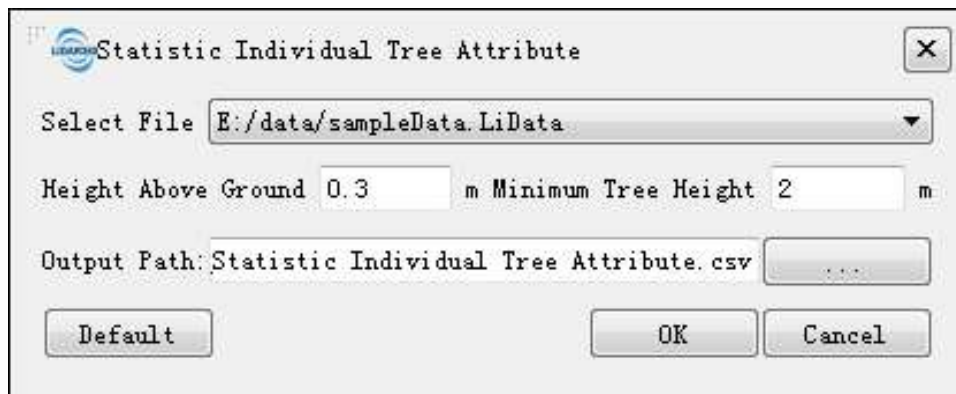 Statistic Individual Tree Attribute
Select File E:/data/sampleData.LiData
Height Above Ground 0.3 m Minimum Tree Height 2 m
Output Path: Statistic Individual Tree Attribute.csv ...
Default OK Cancel